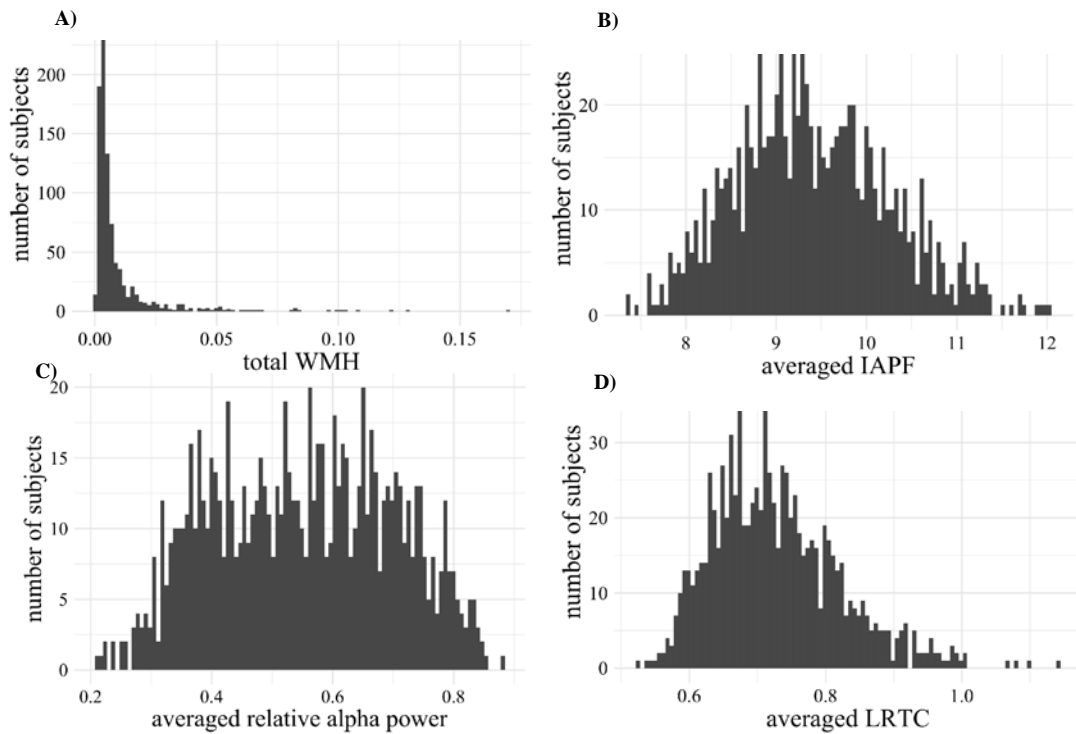 A)
number of subjects
200
150
100
50
0
0.00 0.05 0.10 0.15
total WMH
B)
number of subjects
20
10
0
8 9 10 11 12
averaged IAPF
C)
number of subjects
20
15
10
5
0
0.2 0.4 0.6 0.8
averaged relative alpha power
D)
number of subjects
30
20
10
0
0.6 0.8 1.0
averaged LRTC